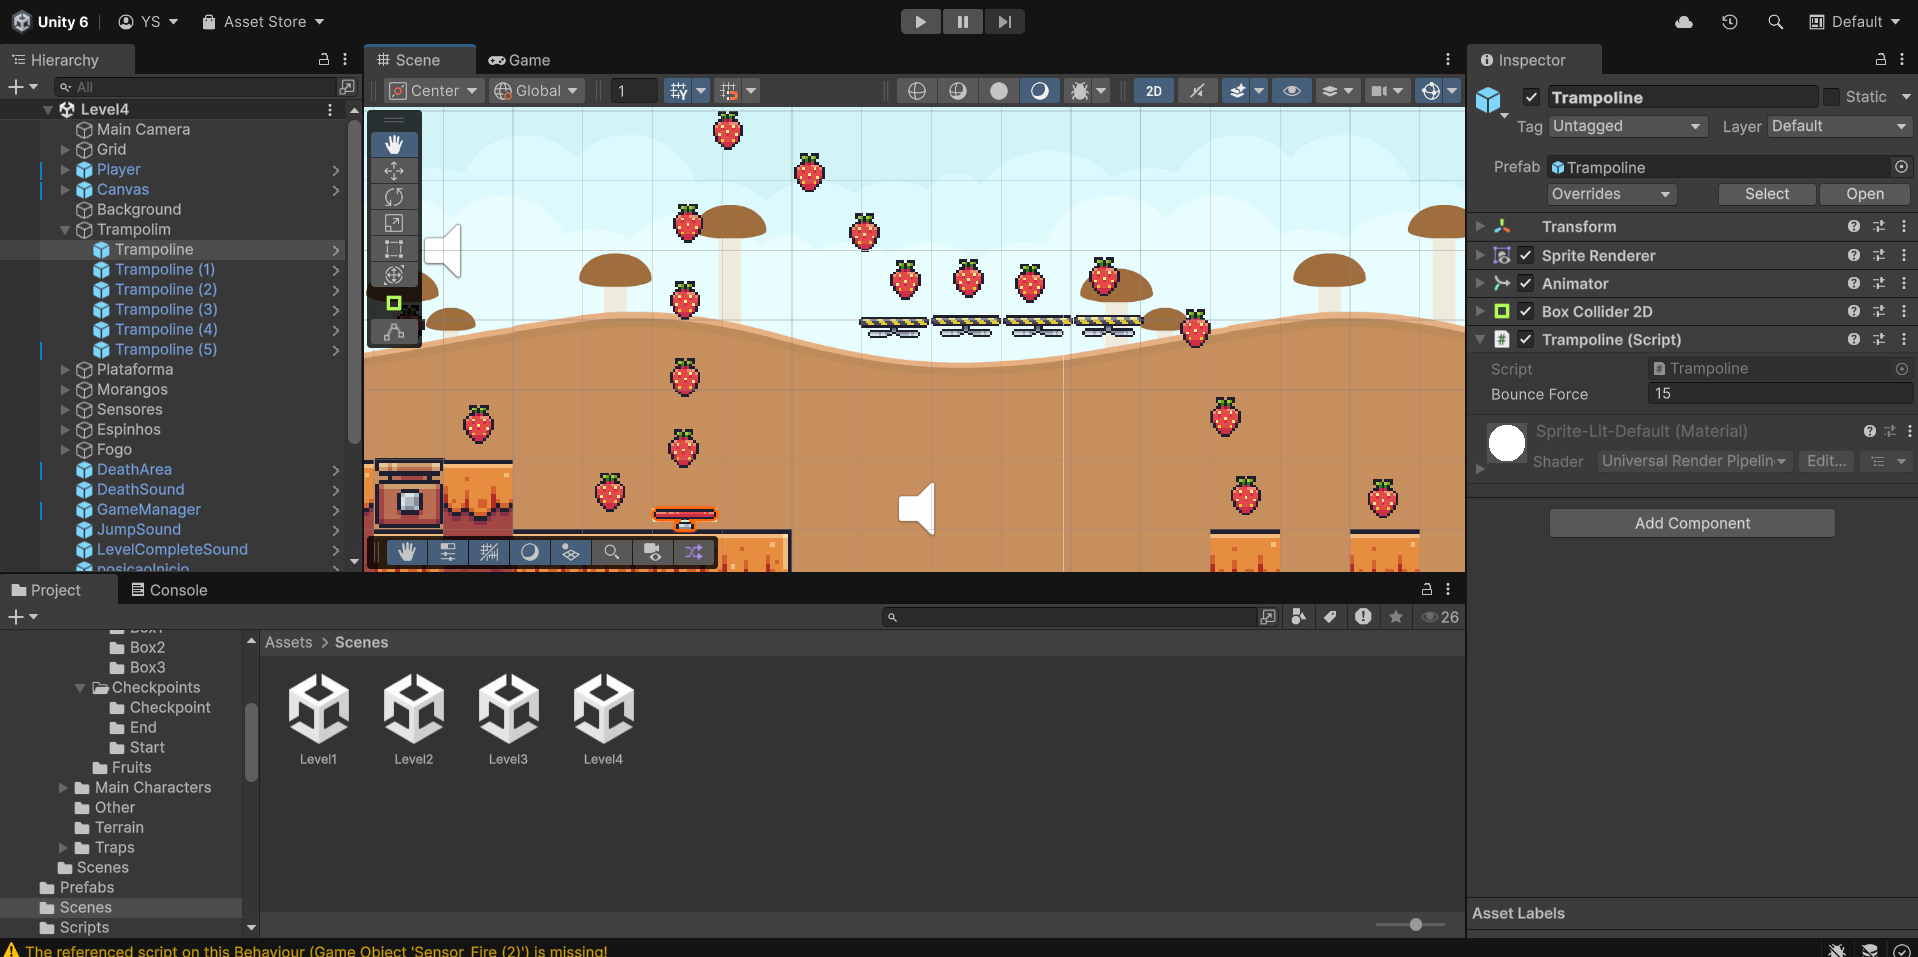 Unity 6
YS
Asset Store
Default
Hierarchy
All
Level4
Main Camera
Grid
Player
Canvas
Background
Trampolim
Trampoline
Trampoline (1)
Trampoline (2)
Trampoline (3)
Trampoline (4)
Trampoline (5)
Plataforma
Morangos
Sensores
Espinhos
Fogo
DeathArea
DeathSound
GameManager
JumpSound
LevelCompleteSound
posicaoInicio
Scene
Game
Center
Global
1
2D
Inspector
Trampoline
Static
Tag
Untagged
Layer
Default
Prefab
Trampoline
Overrides
Select
Open
Transform
Sprite Renderer
Animator
Box Collider 2D
Trampoline (Script)
Script
Trampoline
Bounce Force
15
Sprite-Lit-Default (Material)
Shader
Universal Render Pipelin
Edit...
Add Component
Asset Labels
Project
Console
26
Box1
Box2
Box3
Checkpoints
Checkpoint
End
Start
Fruits
Main Characters
Other
Terrain
Traps
Scenes
Prefabs
Scenes
Scripts
Assets > Scenes
Level1
Level2
Level3
Level4
The referenced script on this Behaviour (Game Object 'Sensor_Fire (2)') is missing!